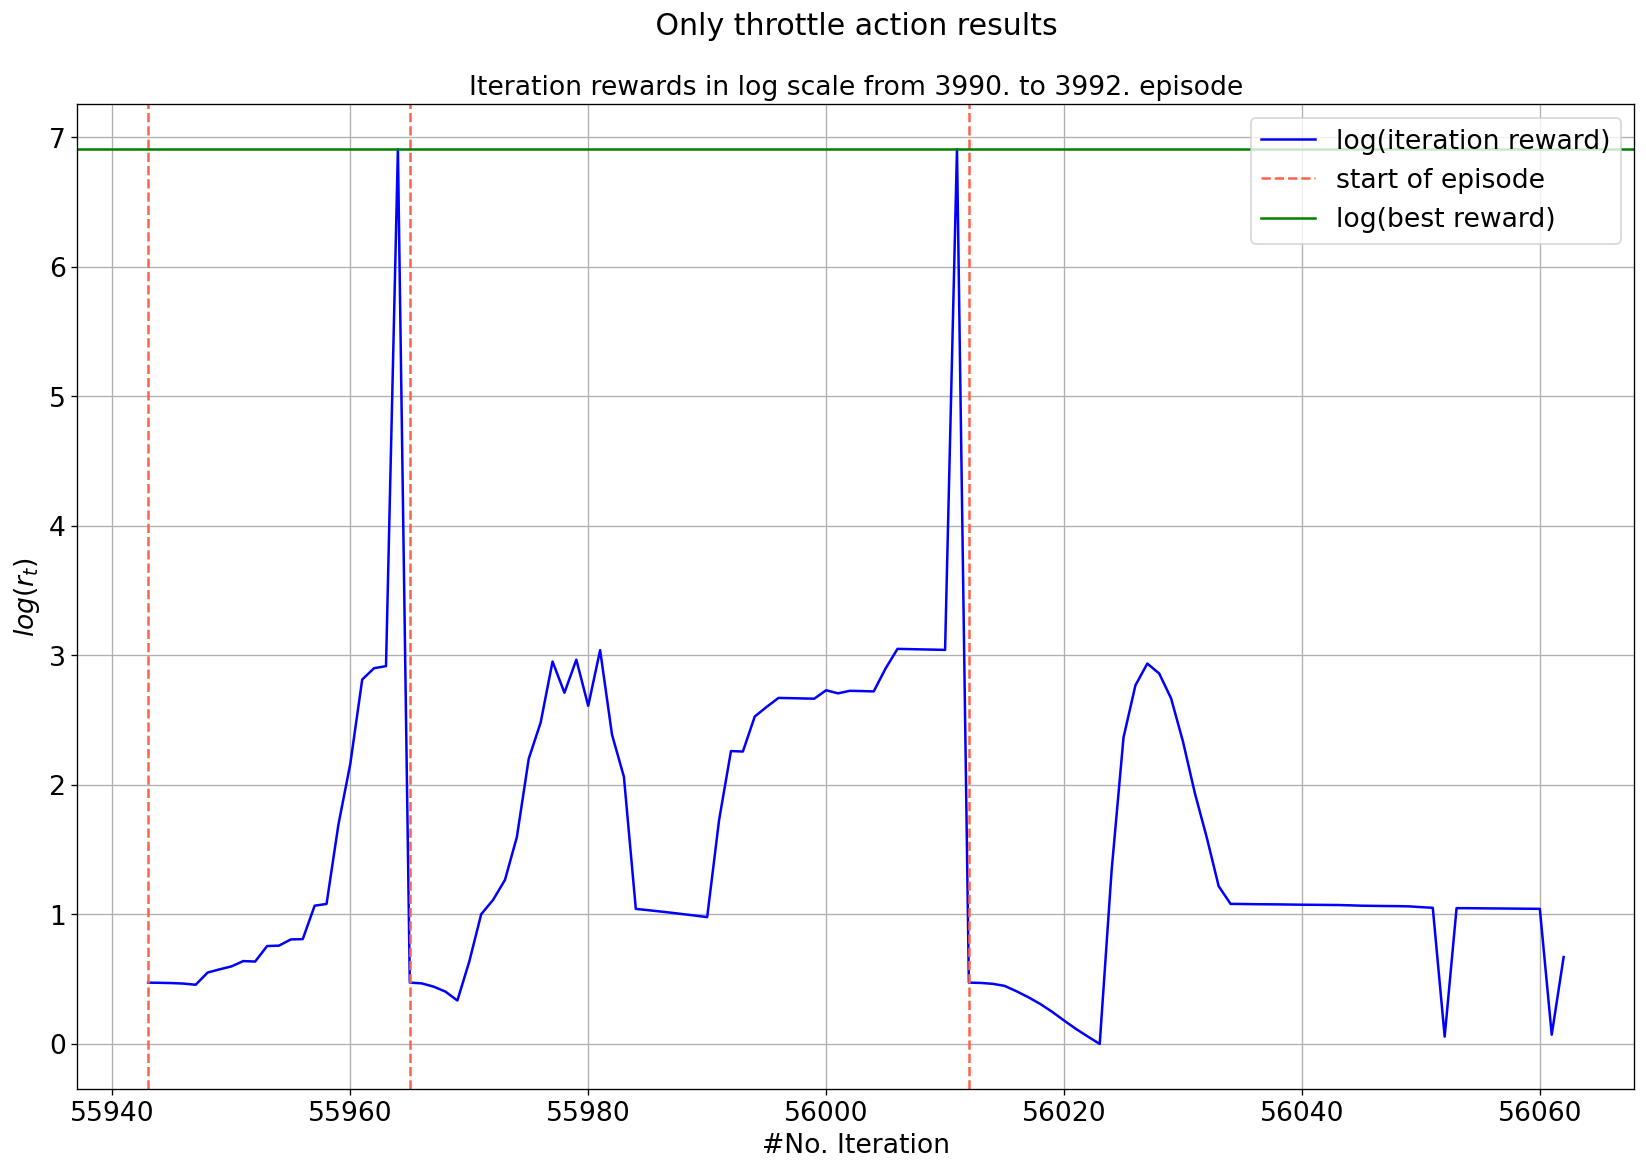 Only throttle action results
Iteration rewards in log scale from 3990. to 3992. episode
log(iteration reward)
start of episode
log(best reward)
7
6
5
4
3
2
1
0
log(r_t)
55940 55960 55980 56000 56020 56040 56060
#No. Iteration